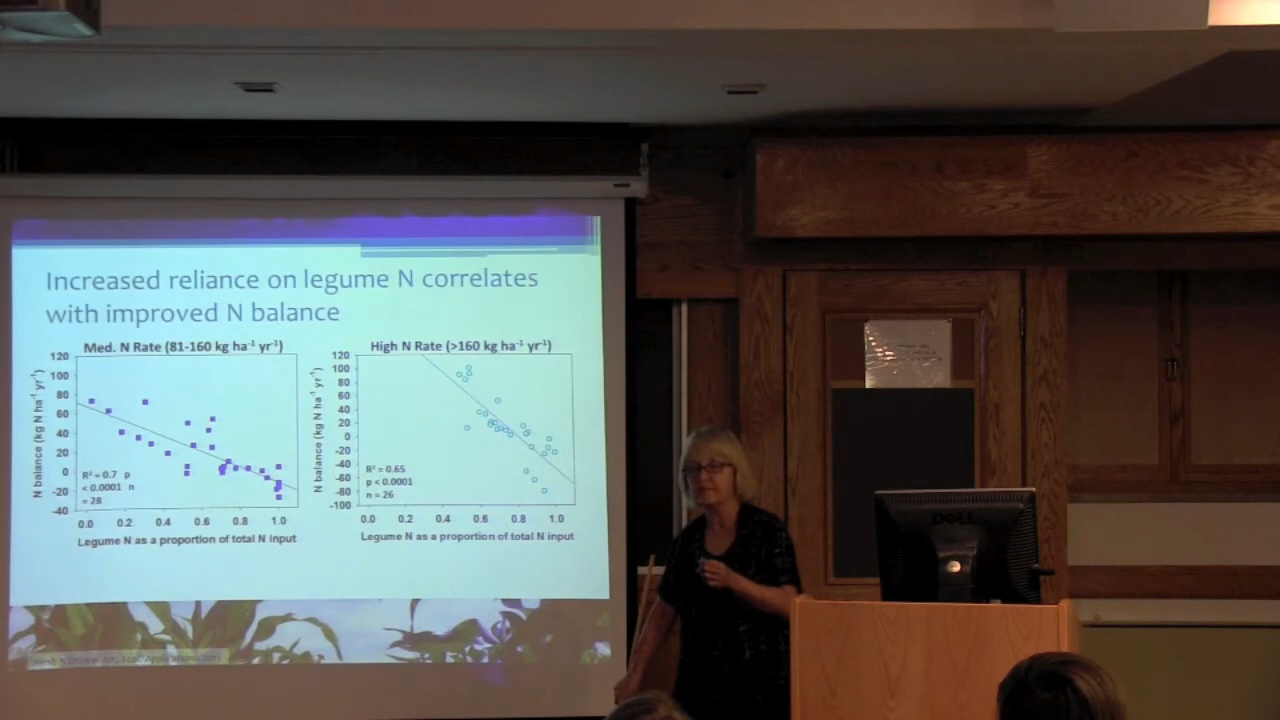 Increased reliance on legume N correlates
with improved N balance
Med. N Rate (81-160 kg ha-1 yr-1)
120
100
80
60
40
20
0
-20
-40
N balance (kg N ha-1 yr-1)
R2 = 0.7 p
< 0.0001 n
= 28
0.0 0.2 0.4 0.6 0.8 1.0
Legume N as a proportion of total N input
High N Rate (>160 kg ha-1 yr-1)
120
100
80
60
40
20
0
-20
-40
-60
-80
-100
N balance (kg N ha-1 yr-1)
R2 = 0.65
p < 0.0001
n = 26
0.0 0.2 0.4 0.6 0.8 1.0
Legume N as a proportion of total N input
DELL